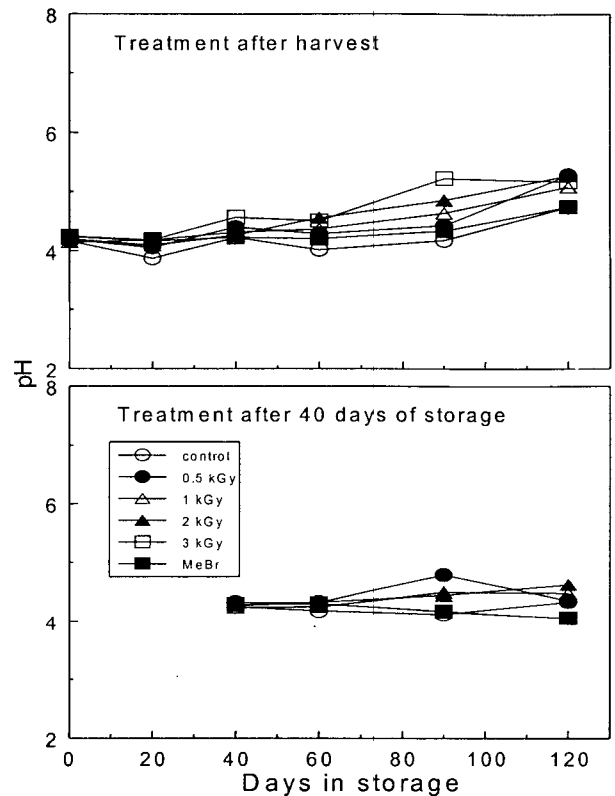 8
Treatment after harvest
6
4
2
pH
8
Treatment after 40 days of storage
control
0.5 kGy
1 kGy
2 kGy
3 kGy
MeBr
6
4
2
0 20 40 60 80 100 120
Days in storage